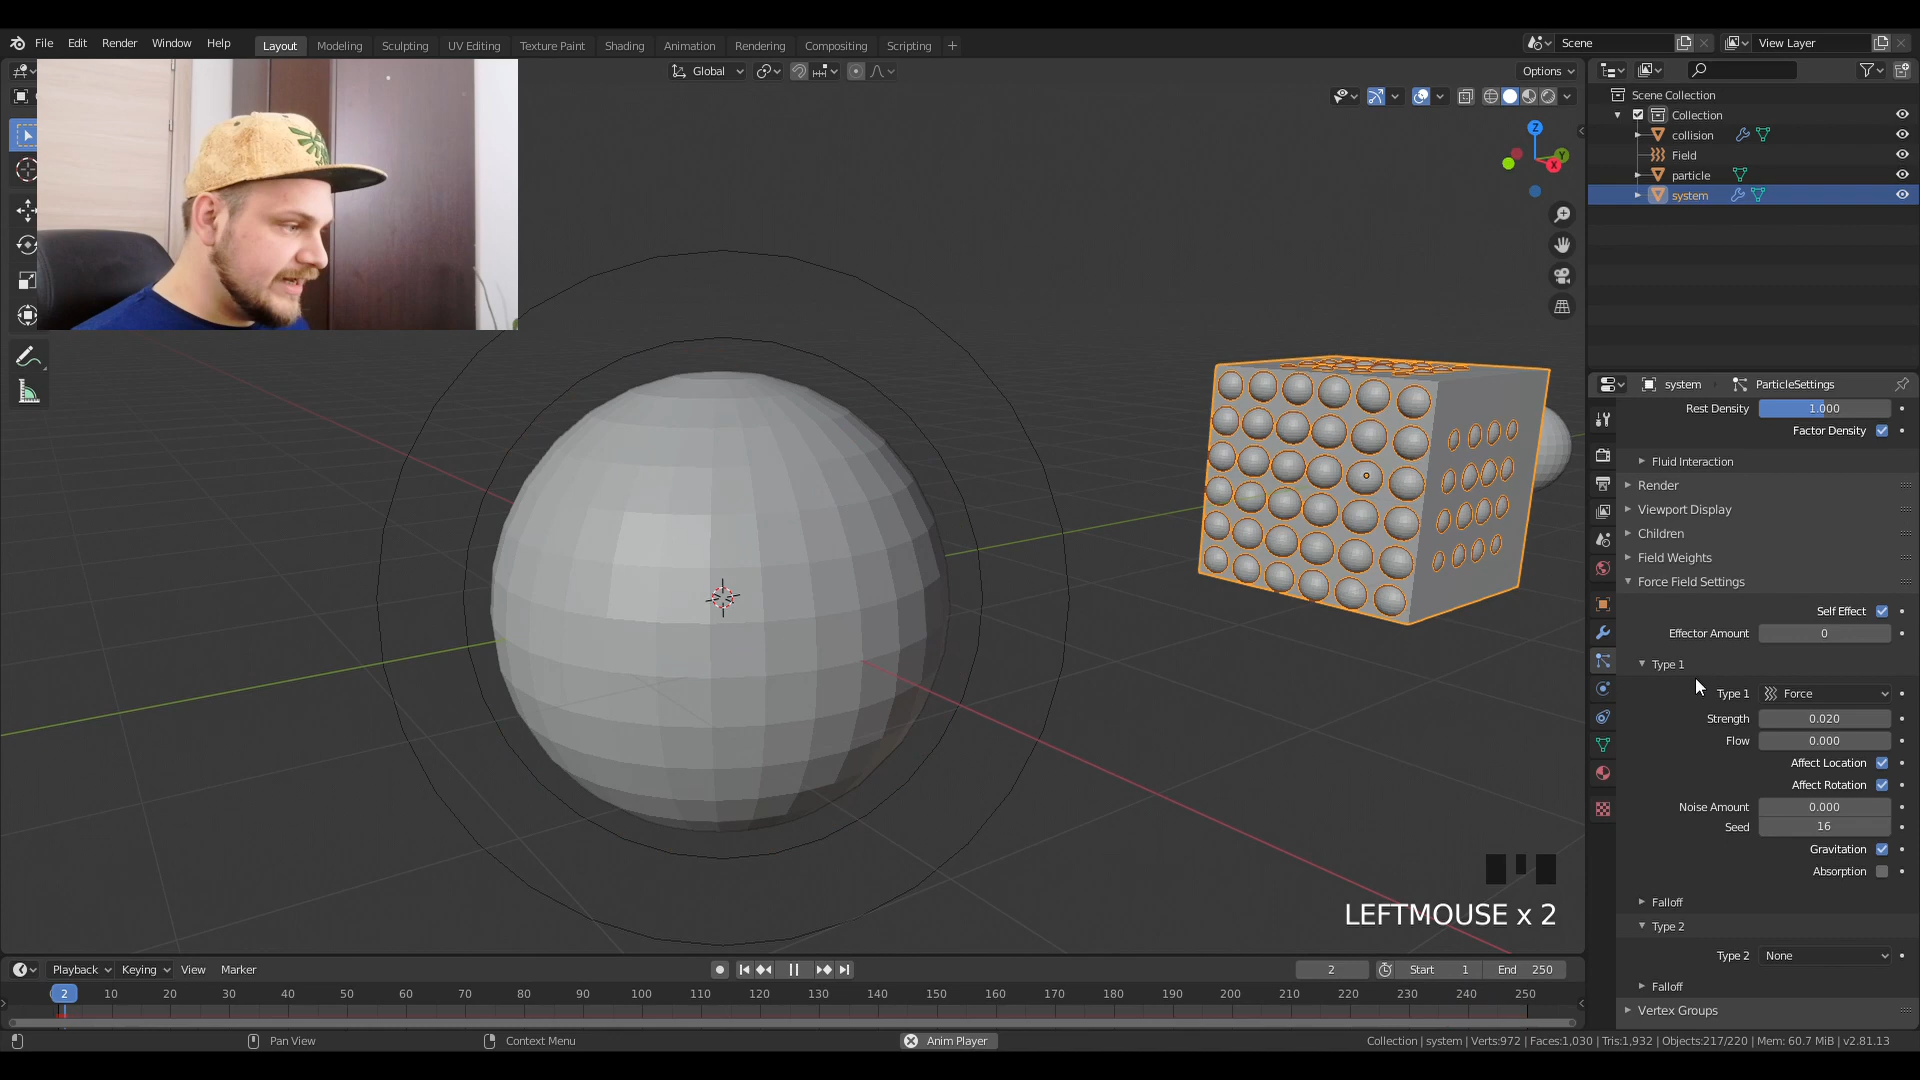 File Edit Render Window Help Layout Modeling Sculpting UV Editing Texture Paint Shading Animation Rendering Compositing Scripting + Scene View Layer
Global Options
Scene Collection
Collection
collision
Field
particle
system
Z
Y
X
system ParticleSettings
Rest Density 1.000
Factor Density
Fluid Interaction
Render
Viewport Display
Children
Field Weights
Force Field Settings
Self Effect
Effector Amount 0
Type 1
Type 1 Force
Strength 0.020
Flow 0.000
Affect Location
Affect Rotation
Noise Amount 0.000
Seed 16
Gravitation
Absorption
Falloff
Type 2
Type 2 None
Falloff
Vertex Groups
LEFTMOUSE x 2
Playback Keying View Marker 2 Start 1 End 250
2 10 20 30 40 50 60 70 80 90 100 110 120 130 140 150 160 170 180 190 200 210 220 230 240 250
Pan View Context Menu Anim Player Collection | system | Verts:972 | Faces:1,030 | Tris:1,932 | Objects:217/220 | Mem: 60.7 MiB | v2.81.13